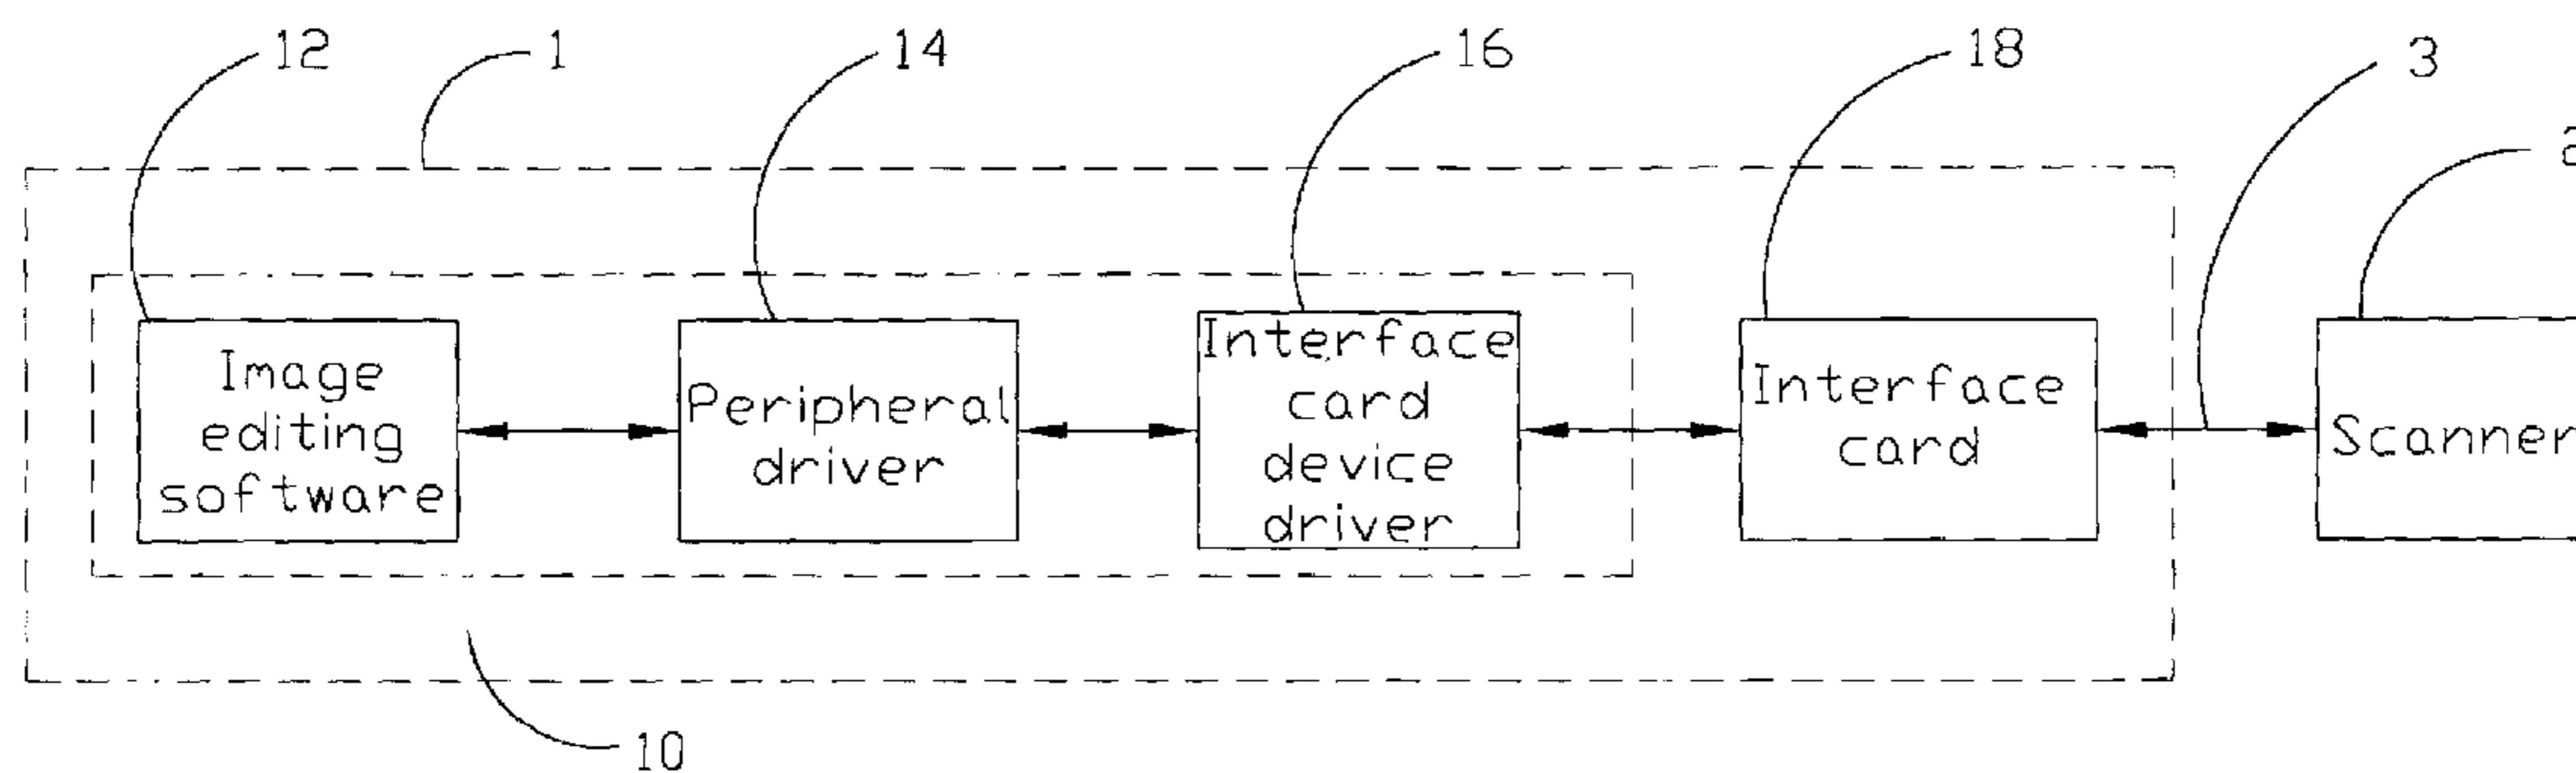 12
1
14
16
18
3
Image
editing
software
Peripheral
driver
Interface
card
device
driver
Interface
card
Scanner
10